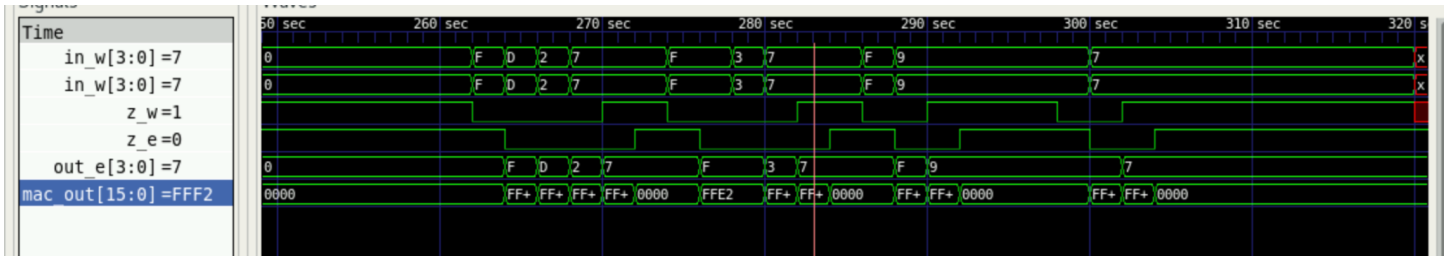 Signals Waves
50 sec 260 sec 270 sec 280 sec 290 sec 300 sec 310 sec 320 s
Time
in_w[3:0] =7 0 F D 2 7 F 3 7 F 9 7 x
in_w[3:0] =7 0 F D 2 7 F 3 7 F 9 7 x
z_w=1
z_e=0
out_e[3:0] =7 0 F D 2 7 F 3 7 F 9 7
mac_out[15:0] =FFF2 0000 FF+ FF+ FF+ FF+ 0000 FFE2 FF+ FF+ 0000 FF+ FF+ 0000 FF+ FF+ 0000